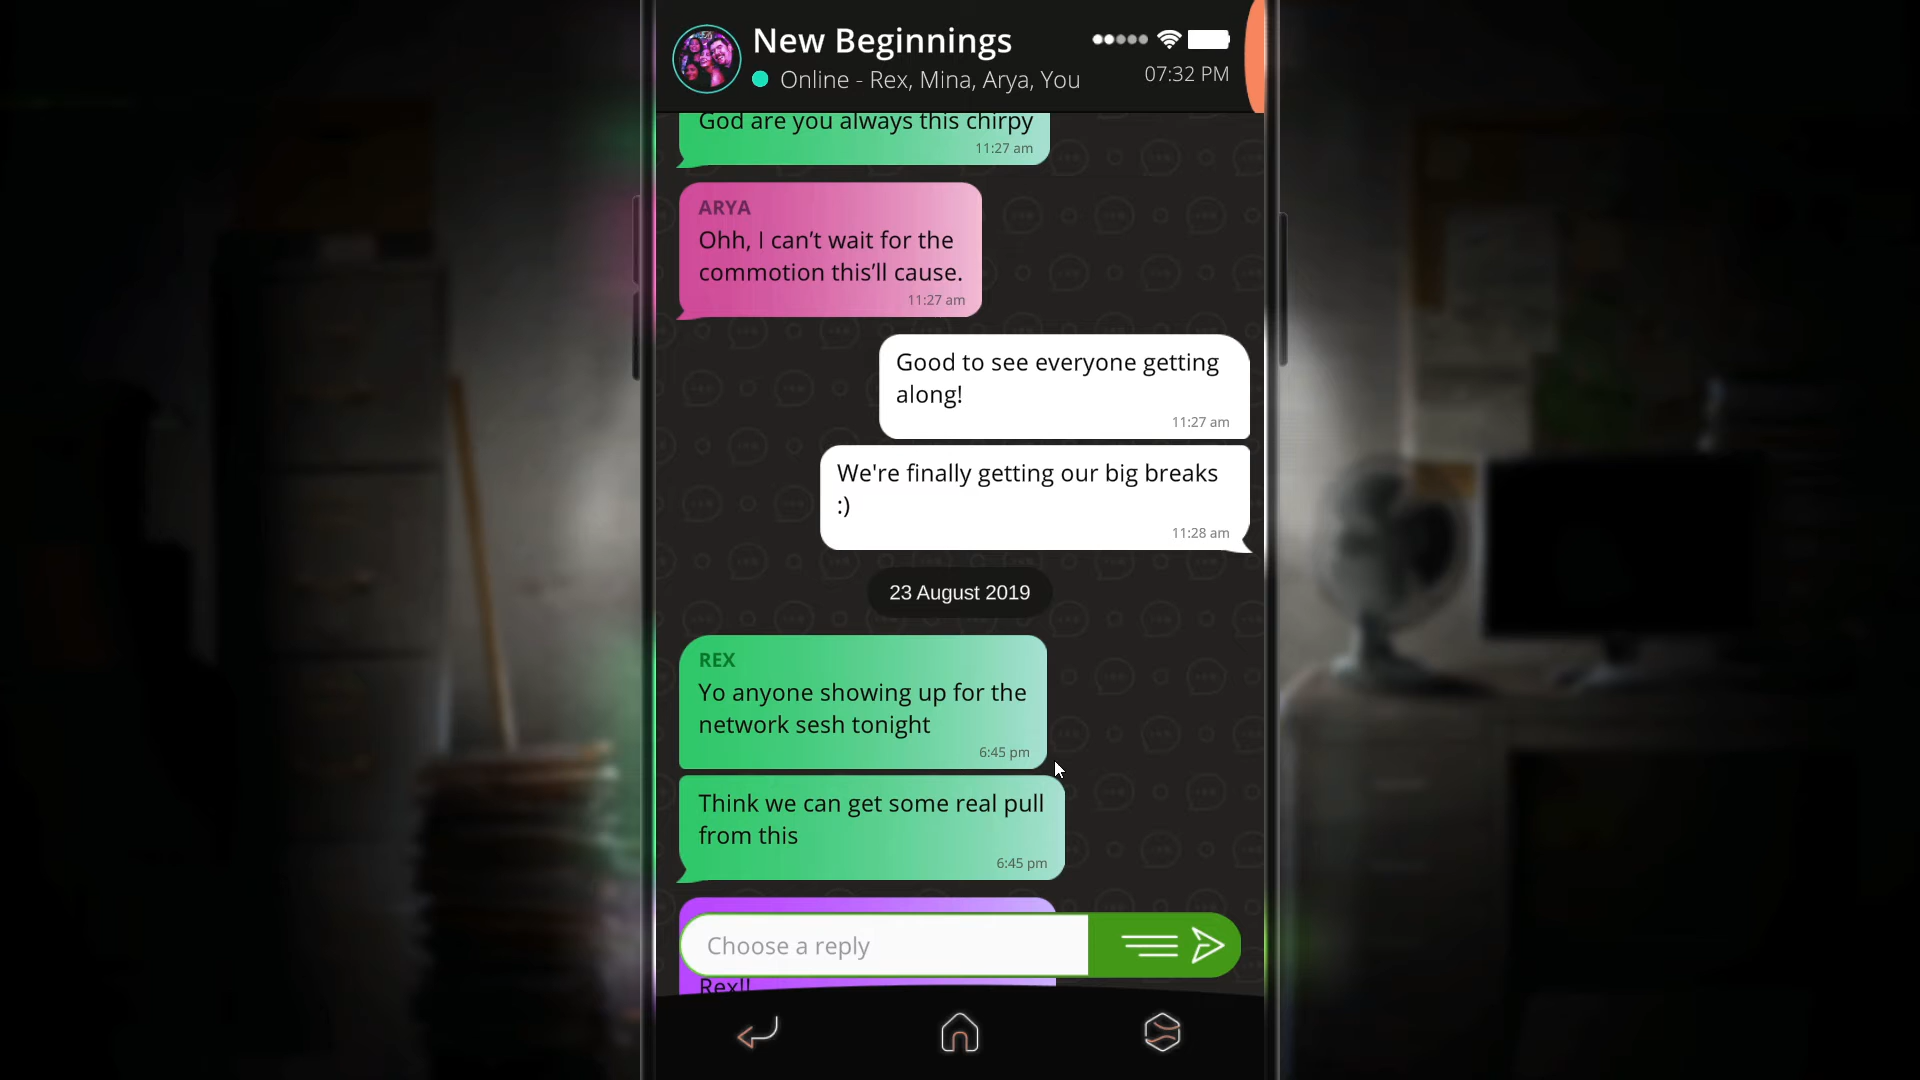 New Beginnings
Online - Rex, Mina, Arya, You
07:32 PM
God are you always this chirpy
11:27 am
ARYA
Ohh, I can’t wait for the
commotion this’ll cause.
11:27 am
Good to see everyone getting
along!
11:27 am
We're finally getting our big breaks
:)
11:28 am
23 August 2019
REX
Yo anyone showing up for the
network sesh tonight
6:45 pm
Think we can get some real pull
from this
6:45 pm
Choose a reply
Rex!!